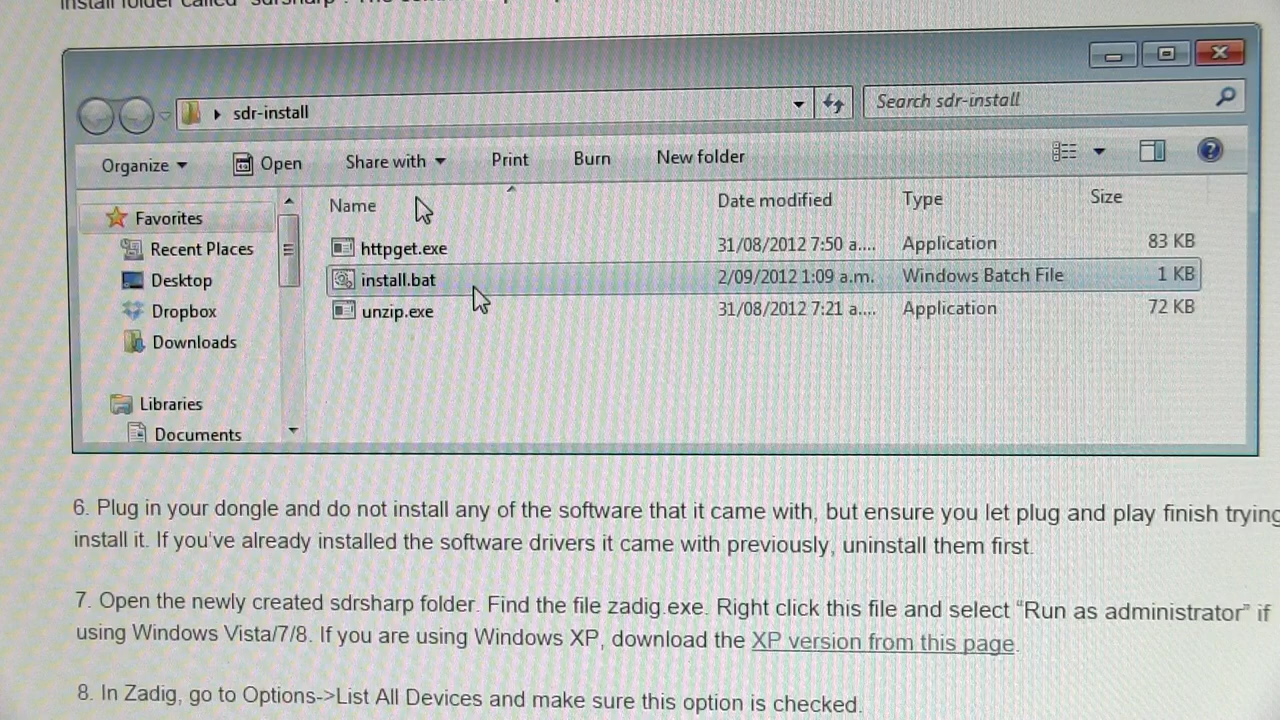 install folder called "sdrsharp". The
sdr-install
Search sdr-install
Organize
Open
Share with
Print
Burn
New folder
Name
Date modified
Type
Size
Favorites
Recent Places
Desktop
Dropbox
Downloads
Libraries
Documents
httpget.exe 31/08/2012 7:50 a.... Application 83 KB
install.bat 2/09/2012 1:09 a.m. Windows Batch File 1 KB
unzip.exe 31/08/2012 7:21 a.... Application 72 KB
6. Plug in your dongle and do not install any of the software that it came with, but ensure you let plug and play finish trying
install it. If you've already installed the software drivers it came with previously, uninstall them first.
7. Open the newly created sdrsharp folder. Find the file zadig.exe. Right click this file and select “Run as administrator” if
using Windows Vista/7/8. If you are using Windows XP, download the XP version from this page.
8. In Zadig, go to Options->List All Devices and make sure this option is checked.